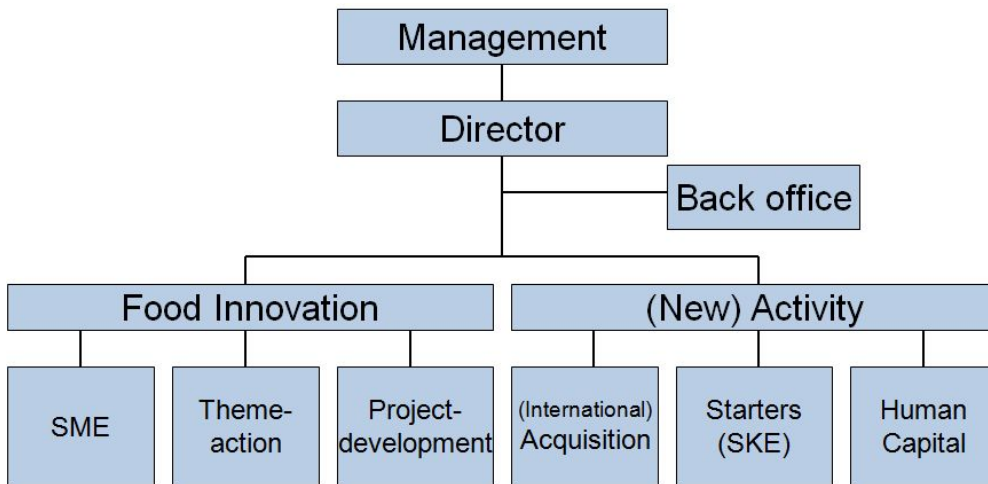 Management
Director
Back office
Food Innovation
(New) Activity
SME
Theme-
action
Project-
development
(International)
Acquisition
Starters
(SKE)
Human
Capital